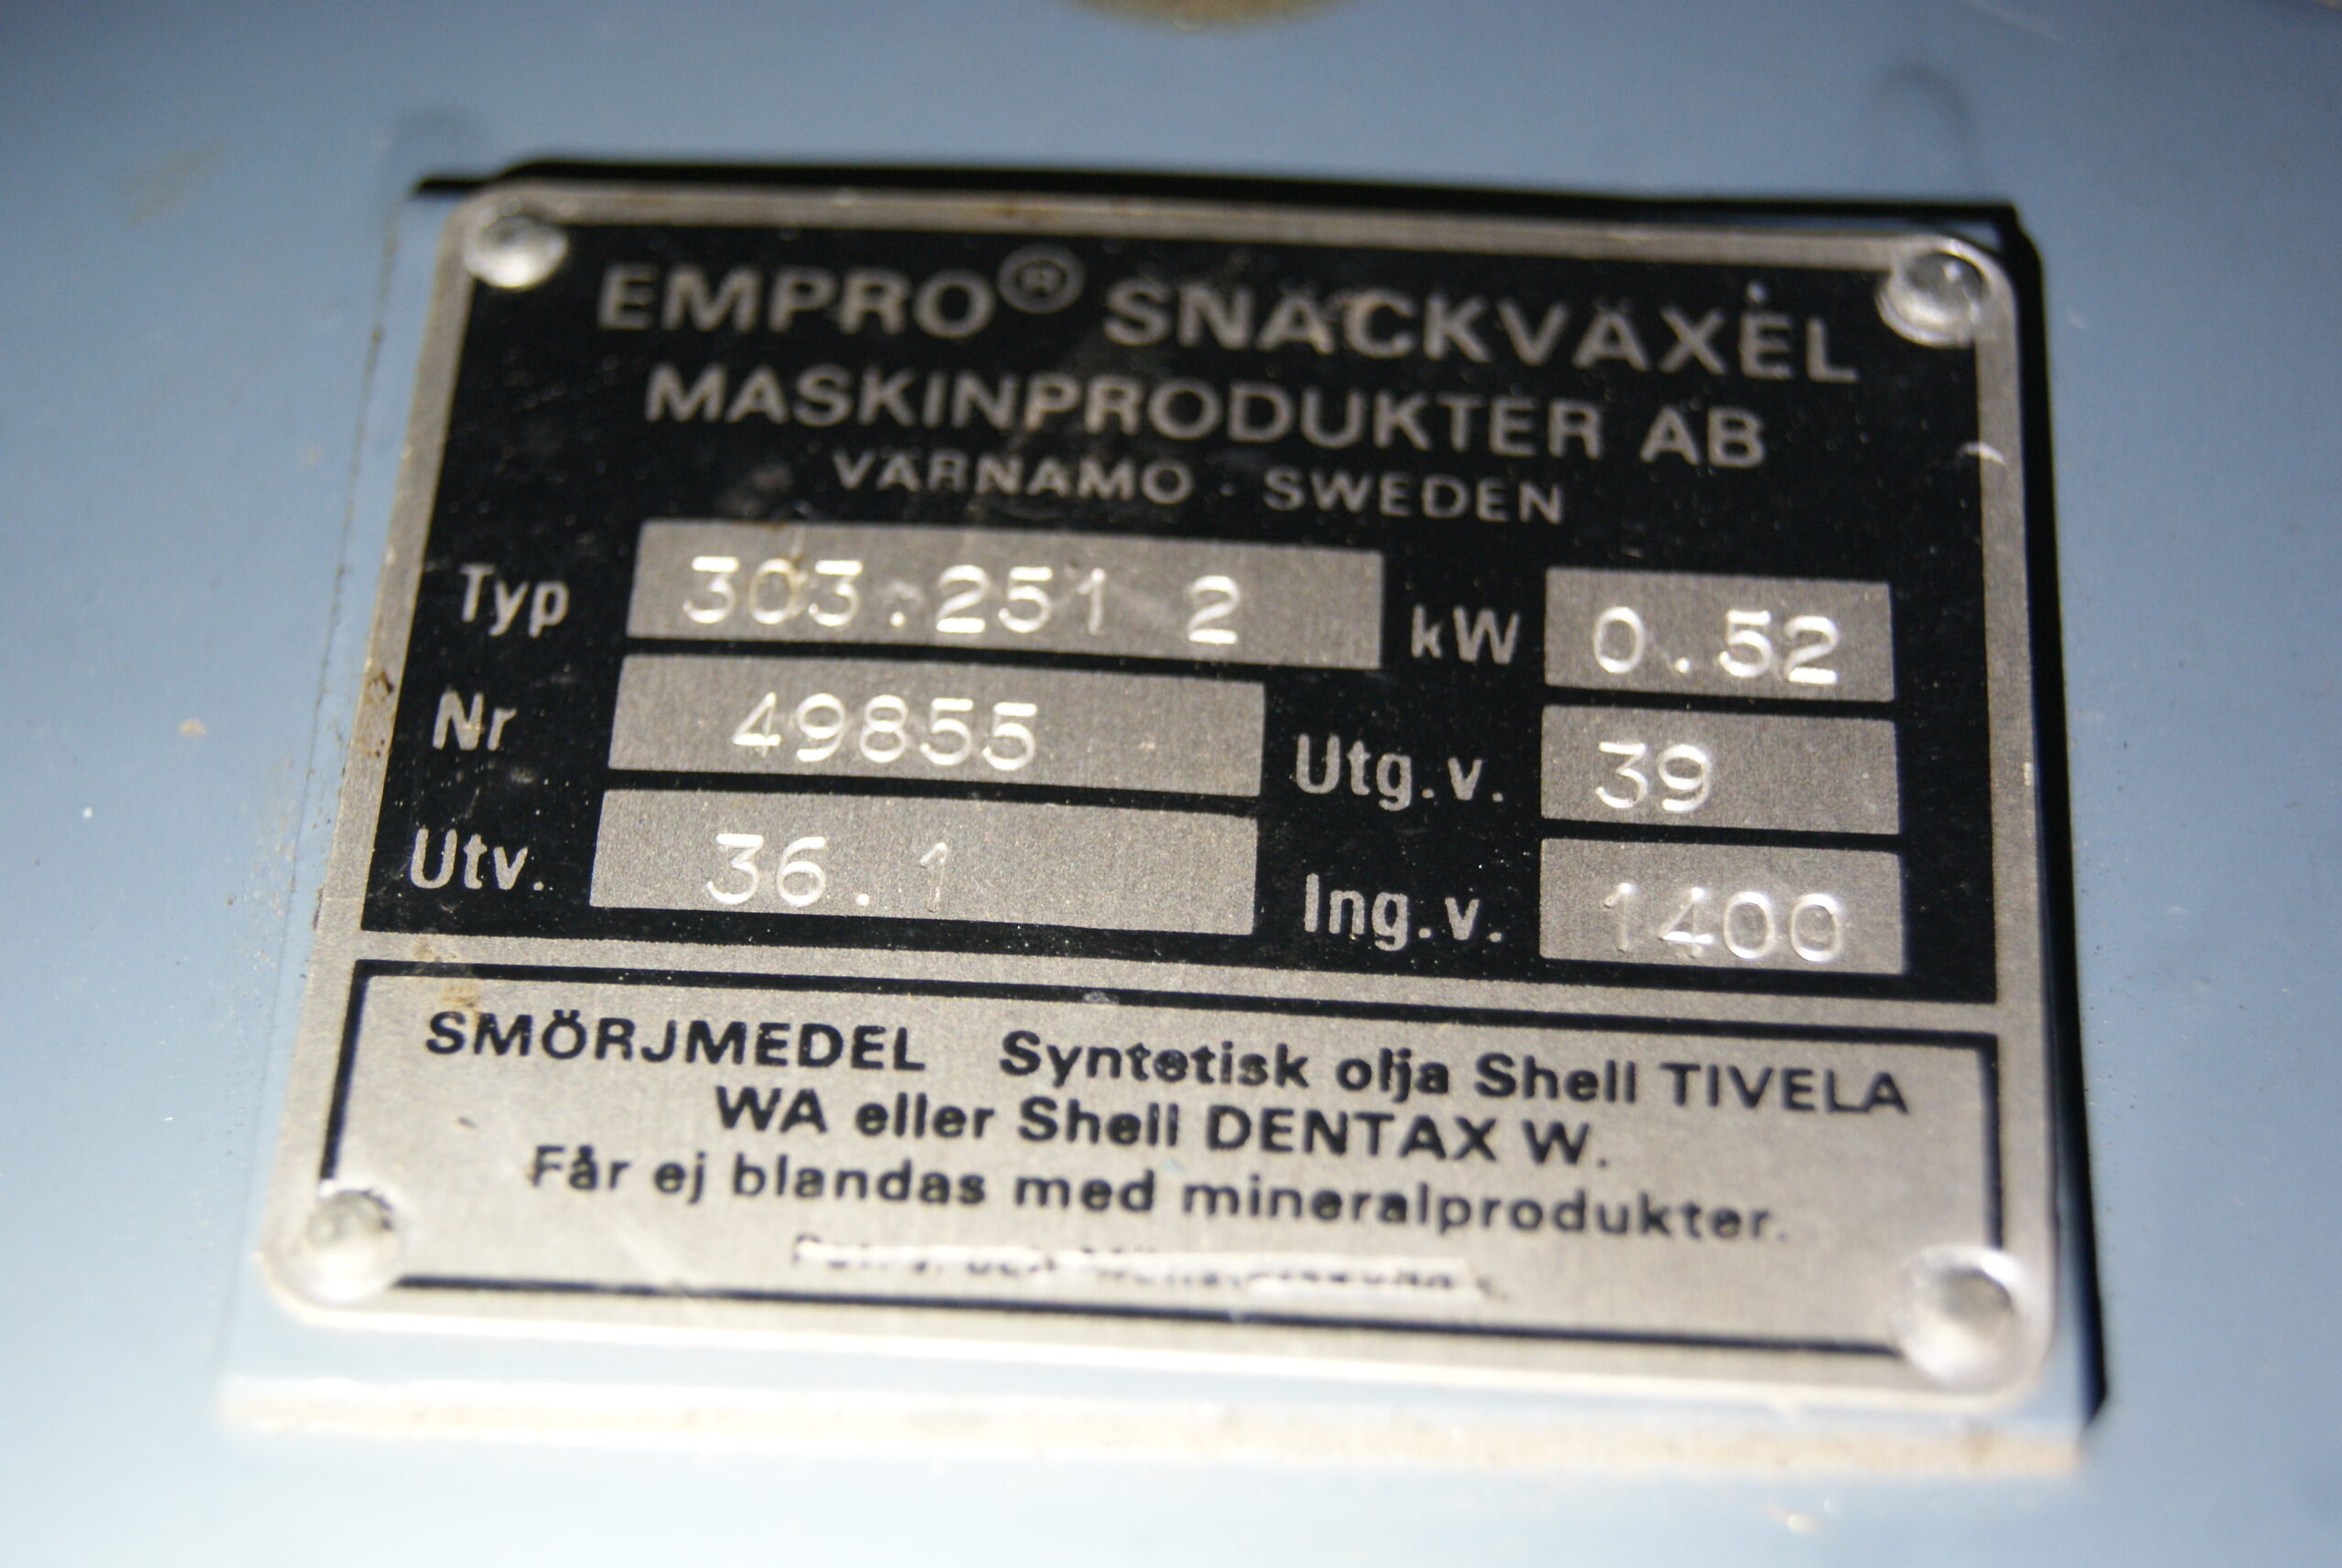 EMPRO® SNÄCKVÄXEL
MASKINPRODUKTER AB
VÄRNAMO · SWEDEN
Typ 303.251 2 kW 0.52
Nr 49855 Utg.v. 39
Utv. 36.1 Ing.v. 1400
SMÖRJMEDEL Syntetisk olja Shell TIVELA
WA eller Shell DENTAX W.
Får ej blandas med mineralprodukter.